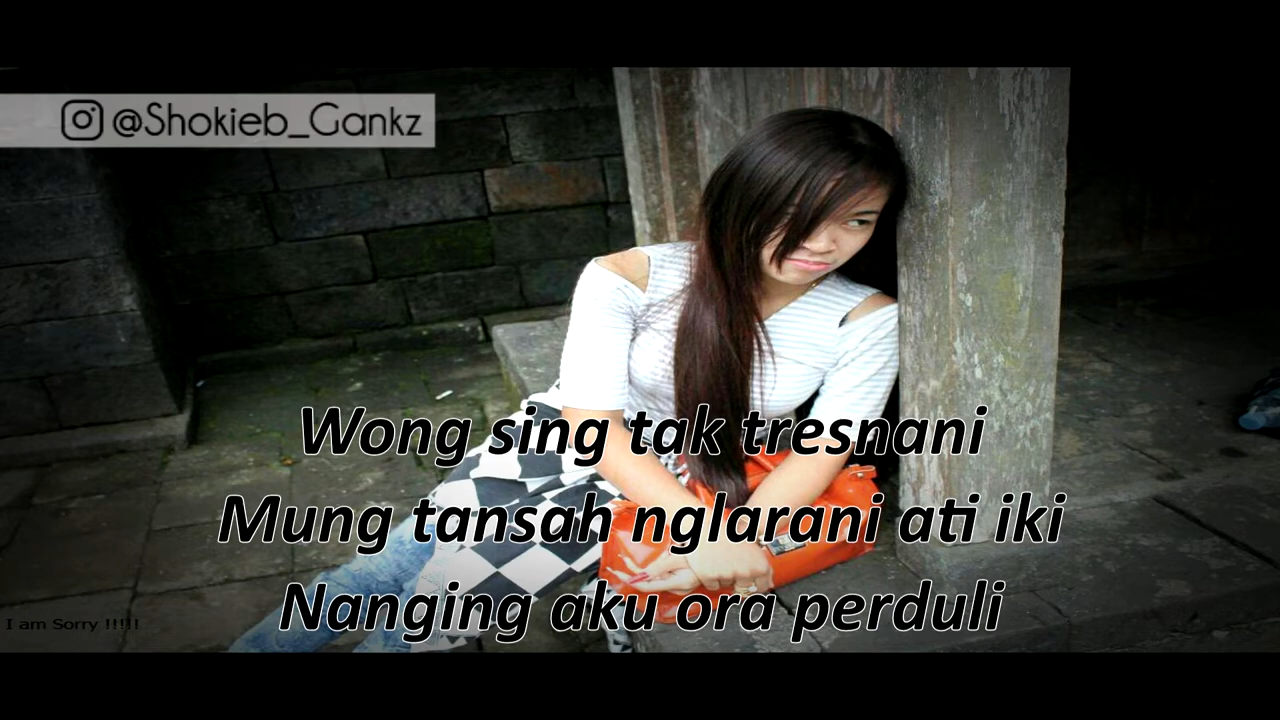 @Shokieb_Gankz
Wong sing tak tresnani
Mung tansah nglarani ati iki
Nanging aku ora perduli
I am Sorry !!!!!